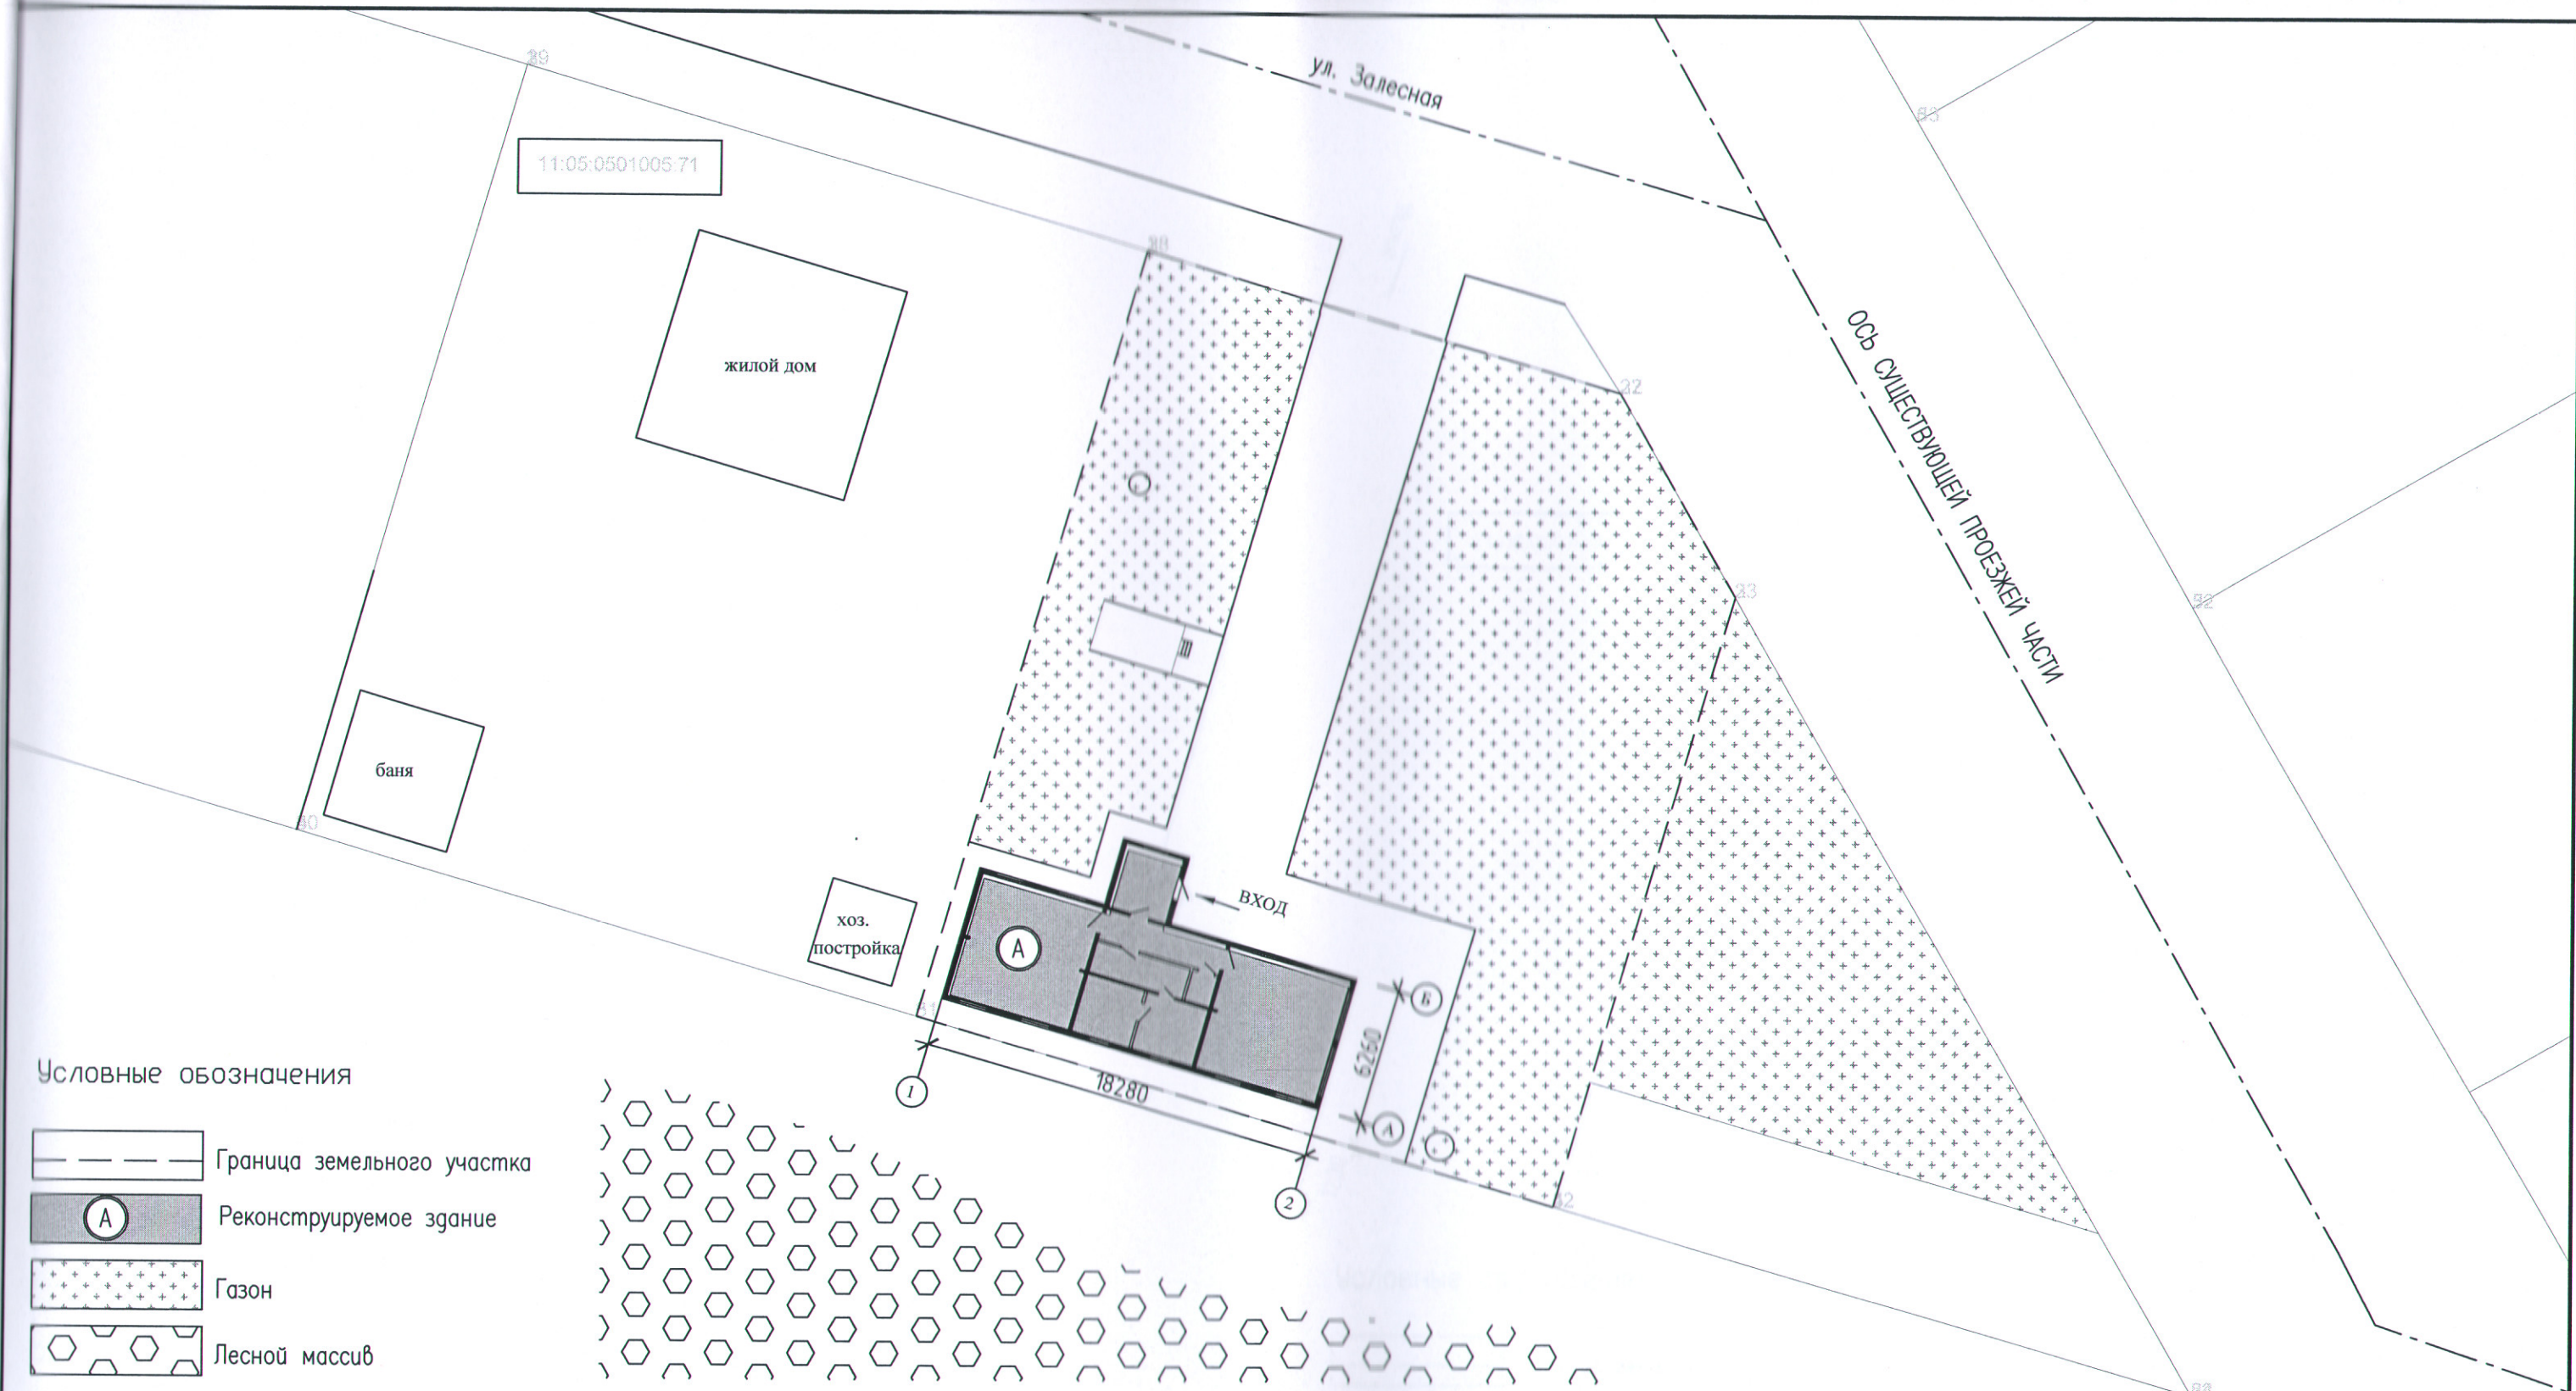 ул. Залесная
11:05:0501005:71
жилой дом
ОСЬ СУЩЕСТВУЮЩЕЙ ПРОЕЗЖЕЙ ЧАСТИ
баня
хоз.
постройка
ВХОД
А
Б
6260
А
18280
1
2
Условные обозначения
Граница земельного участка
А Реконструируемое здание
Газон
Лесной массив